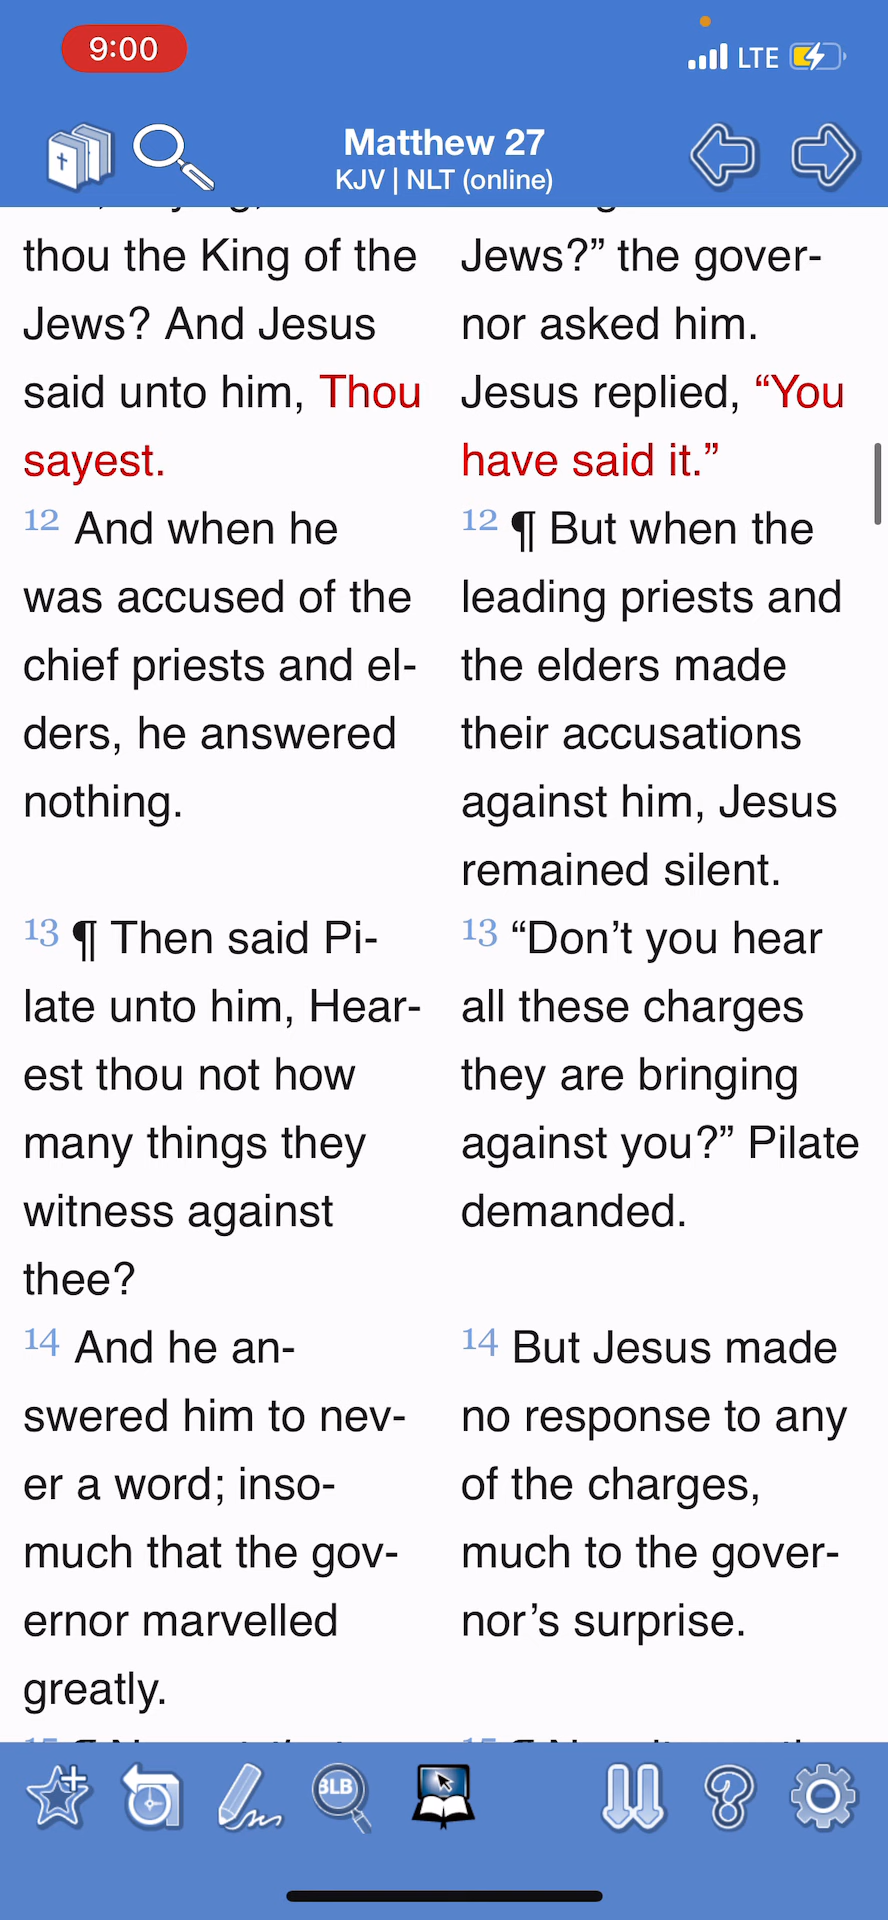 9:00
LTE
Matthew 27
KJV | NLT (online)
thou the King of the
Jews? And Jesus
said unto him, Thou
sayest.
12 And when he
was accused of the
chief priests and el-
ders, he answered
nothing.
13 ¶ Then said Pi-
late unto him, Hear-
est thou not how
many things they
witness against
thee?
14 And he an-
swered him to nev-
er a word; inso-
much that the gov-
ernor marvelled
greatly.
Jews?” the gover-
nor asked him.
Jesus replied, “You
have said it.”
12 ¶ But when the
leading priests and
the elders made
their accusations
against him, Jesus
remained silent.
13 “Don’t you hear
all these charges
they are bringing
against you?” Pilate
demanded.
14 But Jesus made
no response to any
of the charges,
much to the gover-
nor’s surprise.
BLB